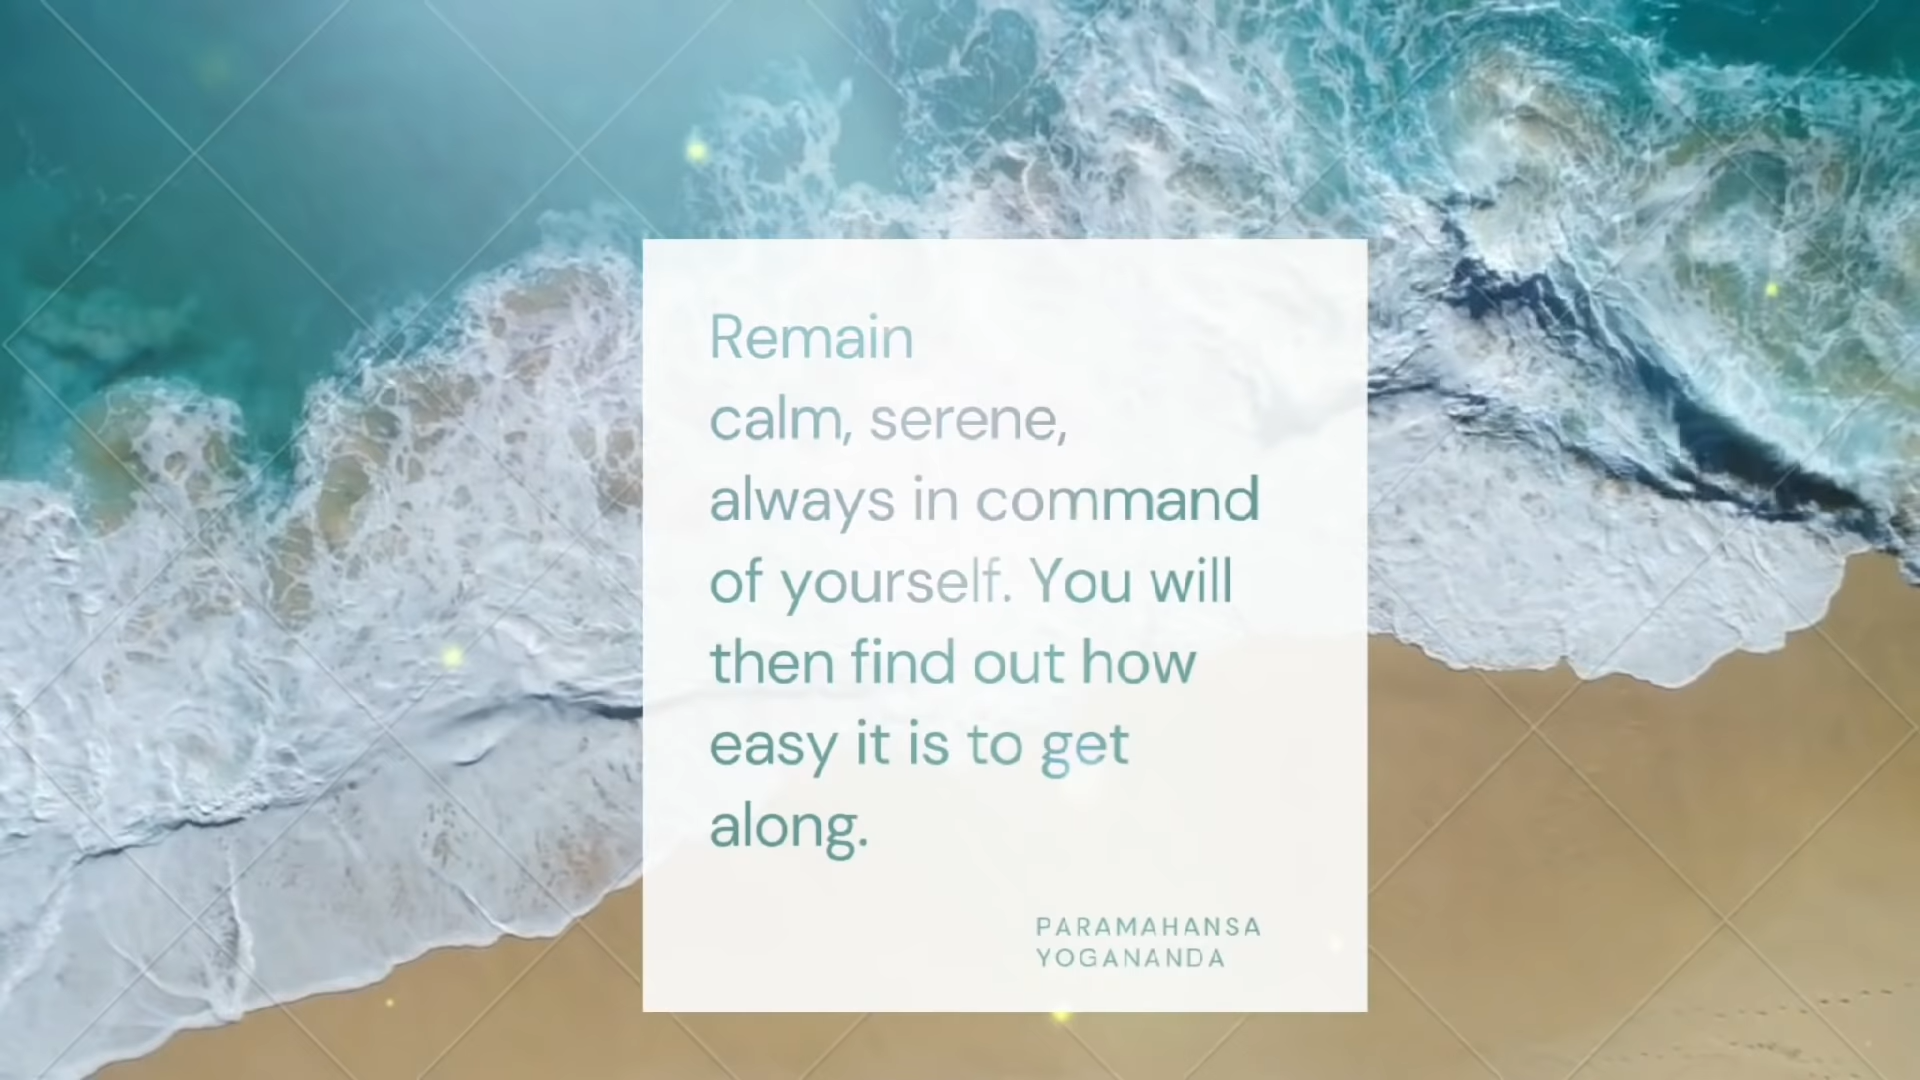 Remain
calm, serene,
always in command
of yourself. You will
then find out how
easy it is to get
along.
PARAMAHANSA
YOGANANDA